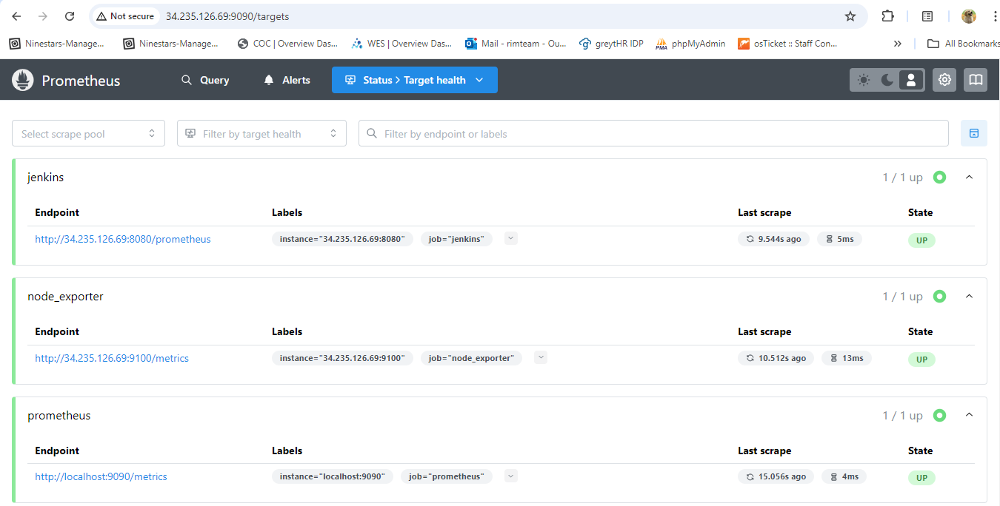 Not secure 34.235.126.69:9090/targets
Ninestars-Manage... Ninestars-Manage... COC | Overview Das... WES | Overview Das... Mail - rimteam - Ou... greytHR IDP phpMyAdmin osTicket :: Staff Con... All Bookmarks
Prometheus Query Alerts Status > Target health
Select scrape pool Filter by target health Filter by endpoint or labels
jenkins 1 / 1 up
Endpoint Labels Last scrape State
http://34.235.126.69:8080/prometheus instance="34.235.126.69:8080" job="jenkins" 9.544s ago 5ms UP
node_exporter 1 / 1 up
Endpoint Labels Last scrape State
http://34.235.126.69:9100/metrics instance="34.235.126.69:9100" job="node_exporter" 10.512s ago 13ms UP
prometheus 1 / 1 up
Endpoint Labels Last scrape State
http://localhost:9090/metrics instance="localhost:9090" job="prometheus" 15.056s ago 4ms UP